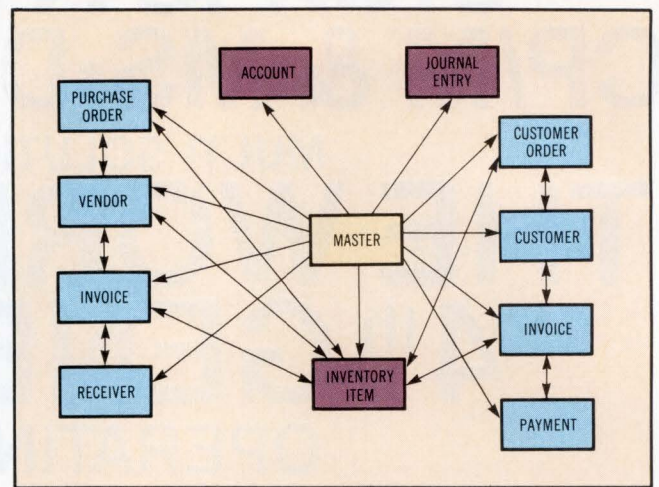 ACCOUNT
JOURNAL
ENTRY
PURCHASE
ORDER
VENDOR
INVOICE
RECEIVER
MASTER
INVENTORY
ITEM
CUSTOMER
ORDER
CUSTOMER
INVOICE
PAYMENT